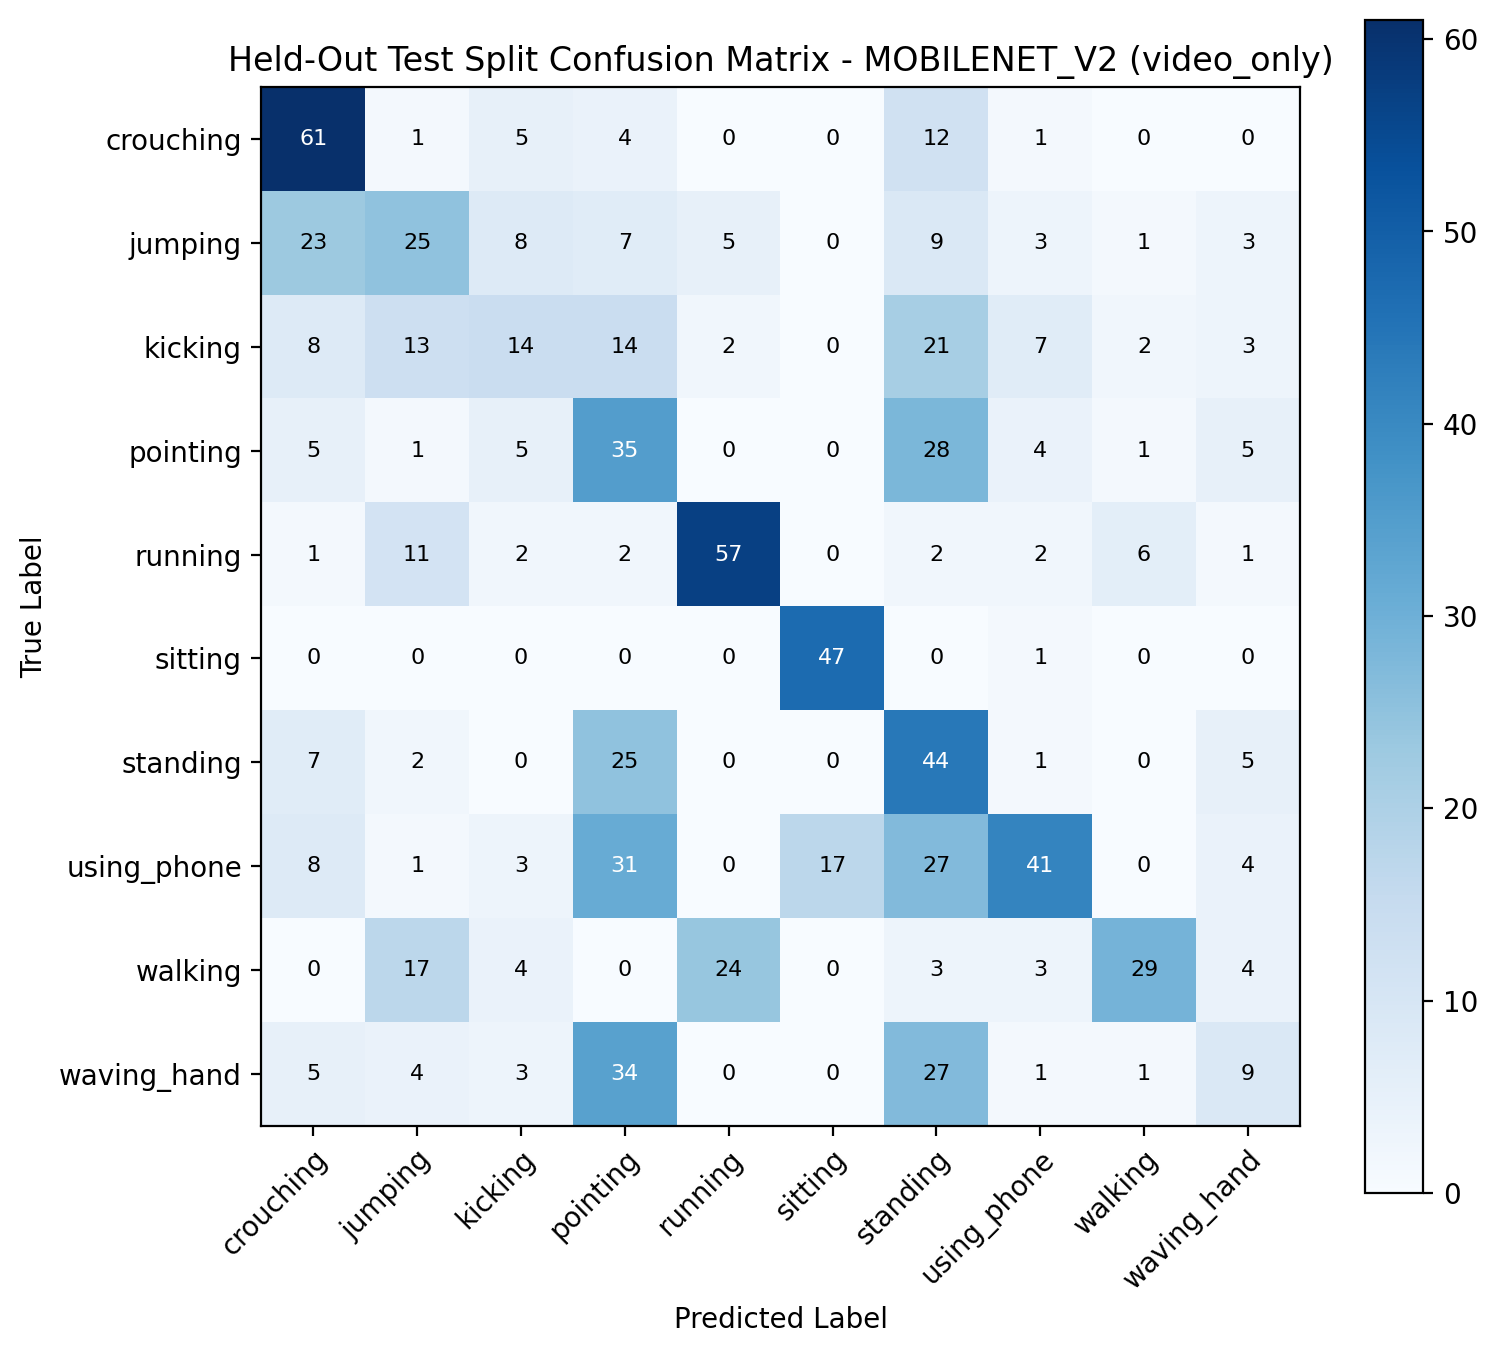 Held-Out Test Split Confusion Matrix - MOBILENET_V2 (video_only)
True Label
crouching 61 1 5 4 0 0 12 1 0 0
jumping 23 25 8 7 5 0 9 3 1 3
kicking 8 13 14 14 2 0 21 7 2 3
pointing 5 1 5 35 0 0 28 4 1 5
running 1 11 2 2 57 0 2 2 6 1
sitting 0 0 0 0 0 47 0 1 0 0
standing 7 2 0 25 0 0 44 1 0 5
using_phone 8 1 3 31 0 17 27 41 0 4
walking 0 17 4 0 24 0 3 3 29 4
waving_hand 5 4 3 34 0 0 27 1 1 9
crouching jumping kicking pointing running sitting standing using_phone walking waving_hand
Predicted Label
60
50
40
30
20
10
0